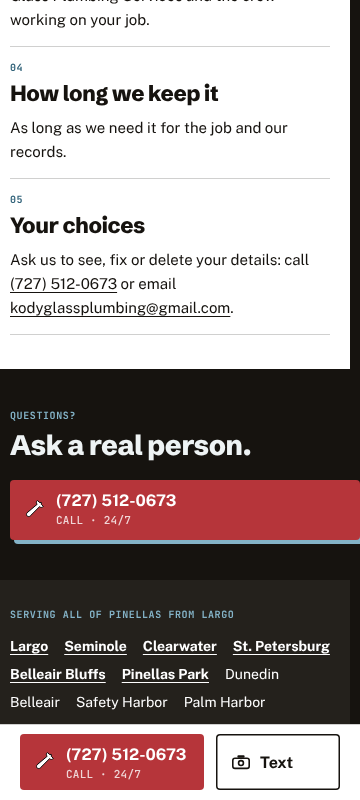 working on your job.
04
How long we keep it
As long as we need it for the job and our
records.
05
Your choices
Ask us to see, fix or delete your details: call
(727) 512-0673 or email
kodyglassplumbing@gmail.com.
QUESTIONS?
Ask a real person.
(727) 512-0673
CALL · 24/7
SERVING ALL OF PINELLAS FROM LARGO
Largo Seminole Clearwater St. Petersburg
Belleair Bluffs Pinellas Park Dunedin
Belleair Safety Harbor Palm Harbor
(727) 512-0673
CALL · 24/7
Text